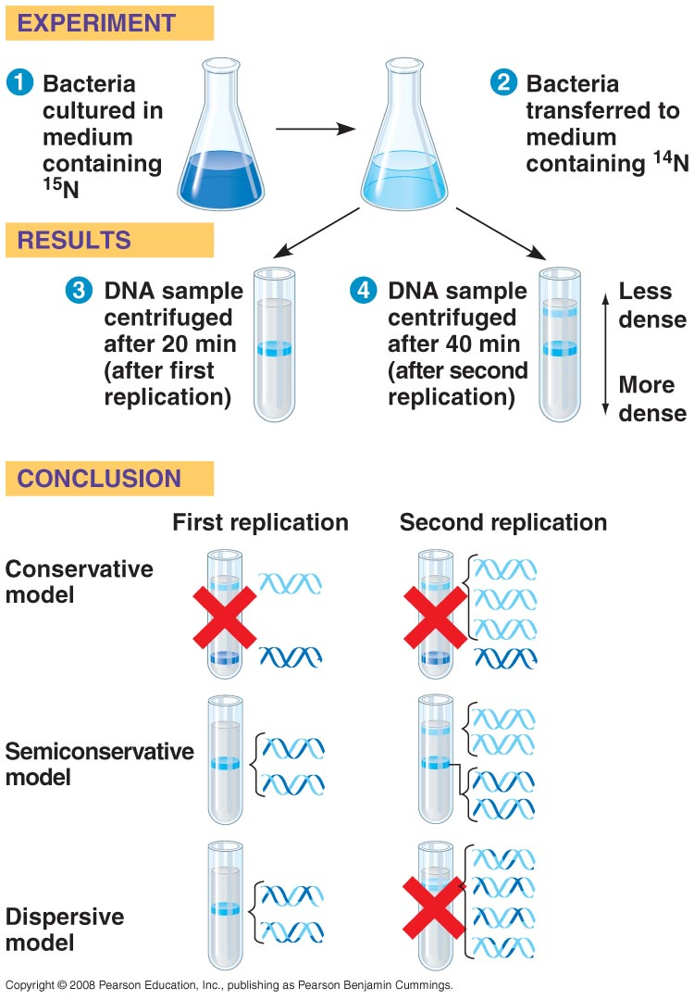 EXPERIMENT
1 Bacteria
cultured in
medium
containing
¹⁵N
2 Bacteria
transferred to
medium
containing ¹⁴N
RESULTS
3 DNA sample
centrifuged
after 20 min
(after first
replication)
4 DNA sample
centrifuged
after 40 min
(after second
replication)
Less
dense
More
dense
CONCLUSION
First replication
Second replication
Conservative
model
Semiconservative
model
Dispersive
model
Copyright © 2008 Pearson Education, Inc., publishing as Pearson Benjamin Cummings.